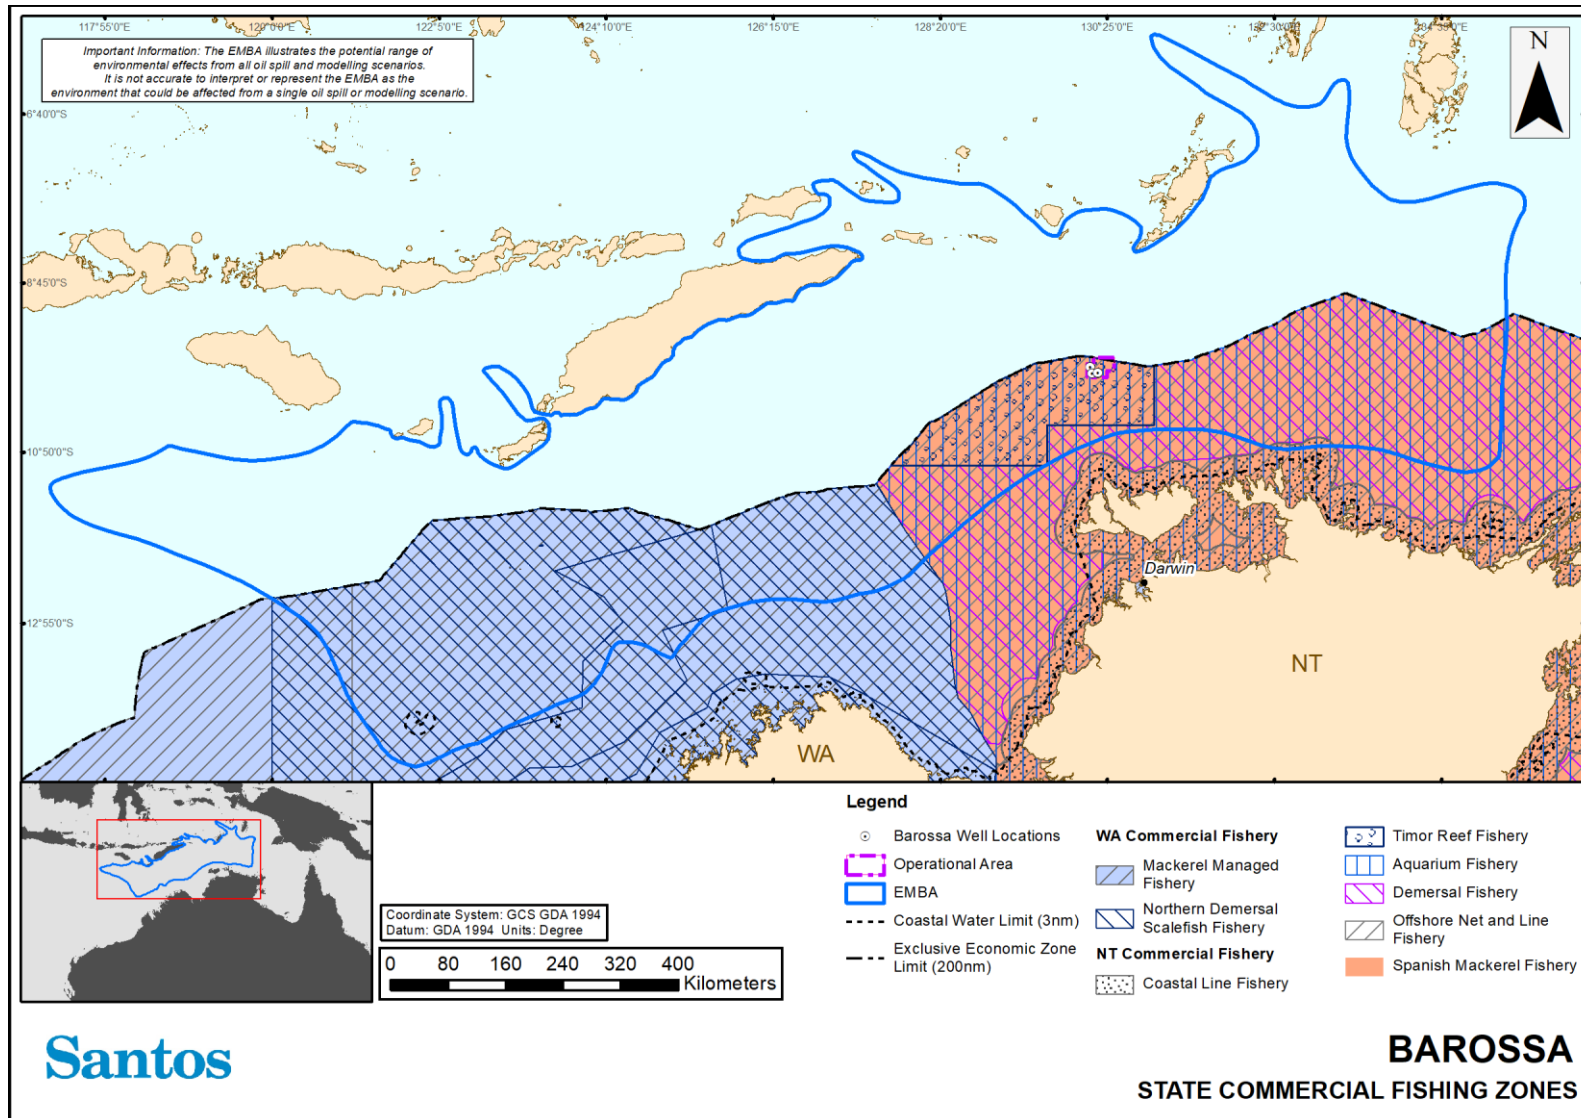 117°55'0"E 120°0'0"E 122°5'0"E 124°10'0"E 126°15'0"E 128°20'0"E 130°25'0"E 132°30'0"E 134°35'0"E
Important Information: The EMBA illustrates the potential range of
environmental effects from all oil spill and modelling scenarios.
It is not accurate to interpret or represent the EMBA as the
environment that could be affected from a single oil spill or modelling scenario.
N
6°40'0"S
8°45'0"S
10°50'0"S
12°55'0"S
Darwin
NT
WA
Coordinate System: GCS GDA 1994
Datum: GDA 1994 Units: Degree
0 80 160 240 320 400
Kilometers
Legend
Barossa Well Locations
Operational Area
EMBA
Coastal Water Limit (3nm)
Exclusive Economic Zone
Limit (200nm)
WA Commercial Fishery
Mackerel Managed
Fishery
Northern Demersal
Scalefish Fishery
NT Commercial Fishery
Coastal Line Fishery
Timor Reef Fishery
Aquarium Fishery
Demersal Fishery
Offshore Net and Line
Fishery
Spanish Mackerel Fishery
Santos
BAROSSA
STATE COMMERCIAL FISHING ZONES